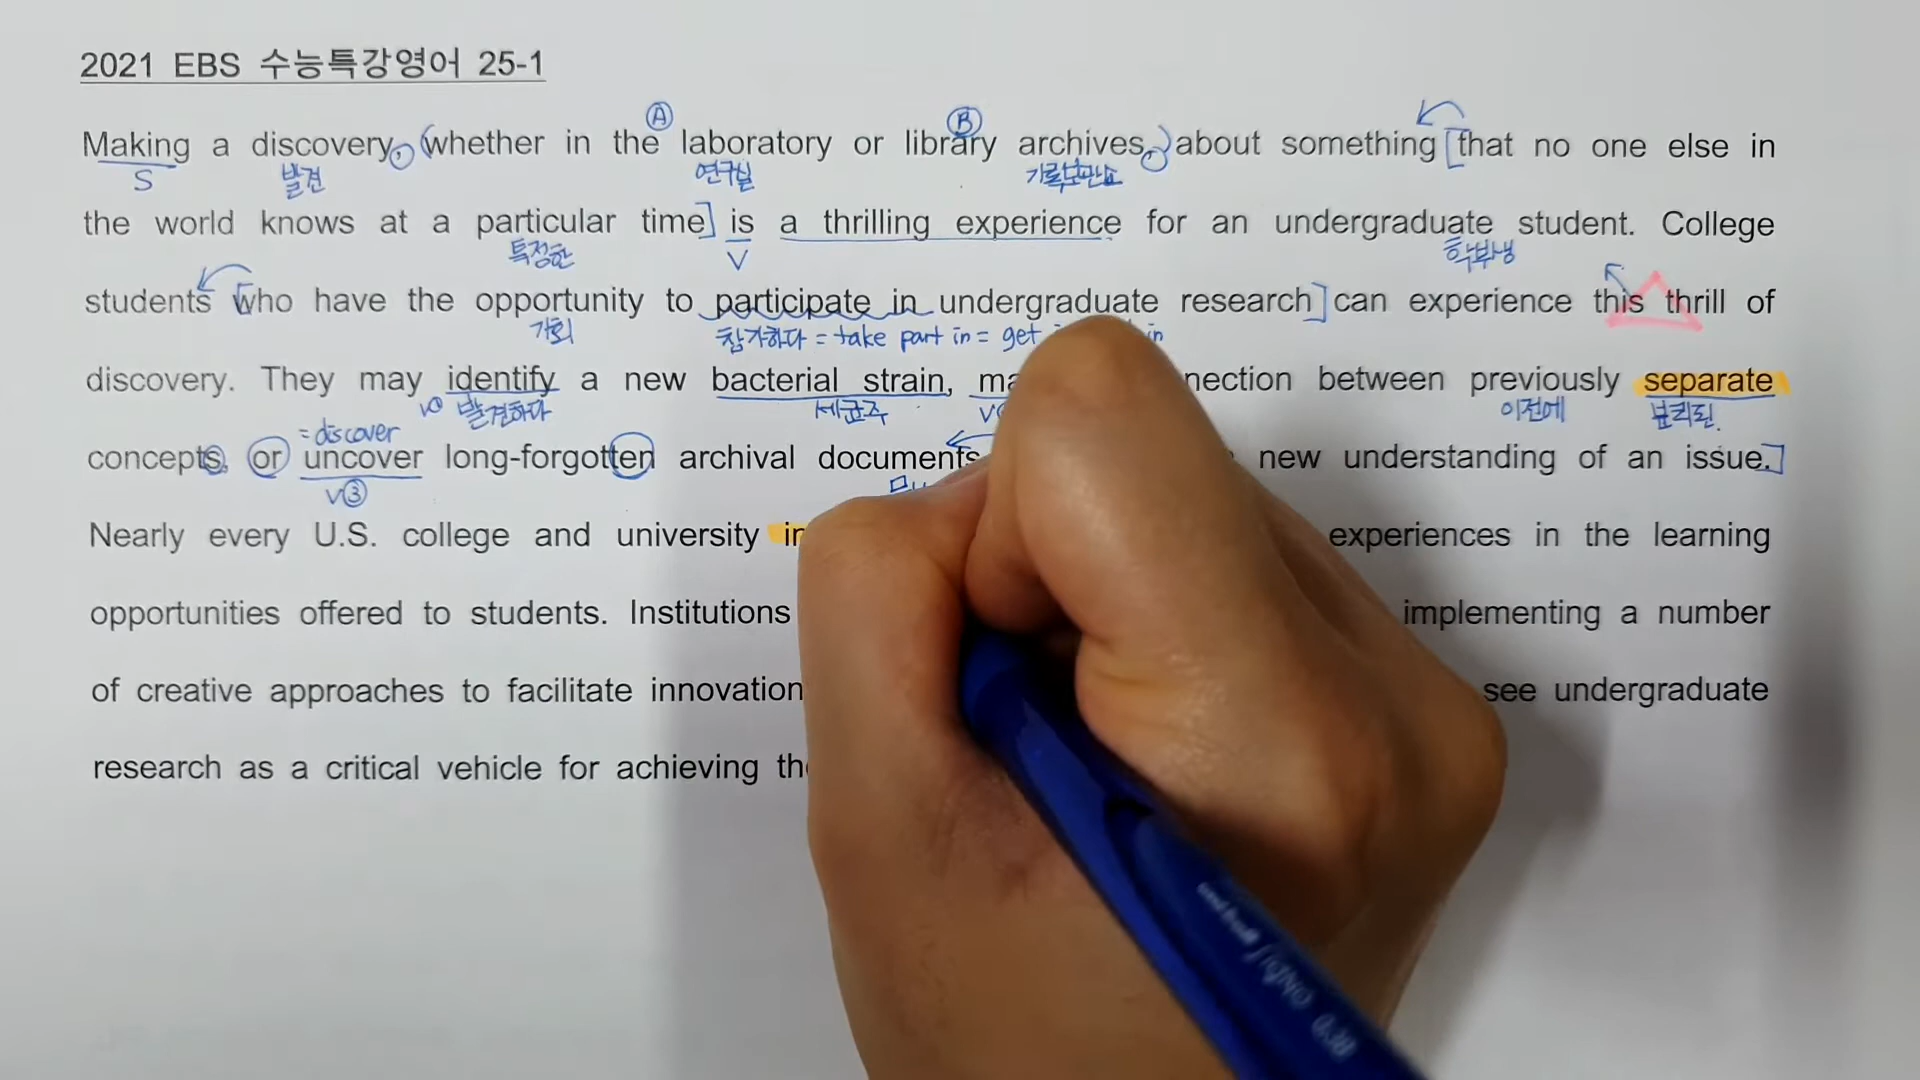 2021 EBS 수능특강영어 25-1
Ⓐ Ⓑ
Making a discovery, (whether in the laboratory or library archives,) about something [that no one else in
S 발견 연구실 기록보관소
the world knows at a particular time] is a thrilling experience for an undergraduate student. College
특정한 V 학부생
students [who have the opportunity to participate in undergraduate research] can experience this thrill of
기회 참가하다 = take part in = get in
discovery. They may identify a new bacterial strain, between previously separate
발견하다 세균주 이전에 분리된
= discover
concepts, or uncover long-forgotten archival documents new understanding of an issue.]
V③
Nearly every U.S. college and university experiences in the learning
opportunities offered to students. Institutions implementing a number
of creative approaches to facilitate innovation see undergraduate
research as a critical vehicle for achieving